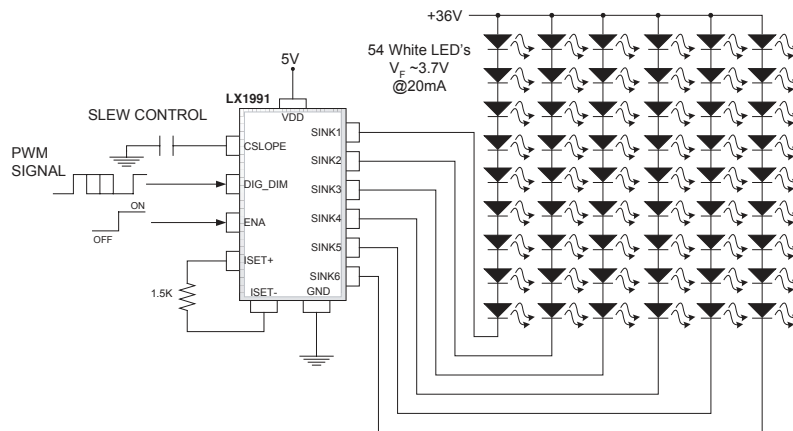 +36V
54 White LED's
V_F ~3.7V
@20mA
5V
LX1991
VDD
SLEW CONTROL
CSLOPE
PWM
SIGNAL
DIG_DIM
ON
OFF
ENA
ISET+
1.5K
ISET-
GND
SINK1
SINK2
SINK3
SINK4
SINK5
SINK6